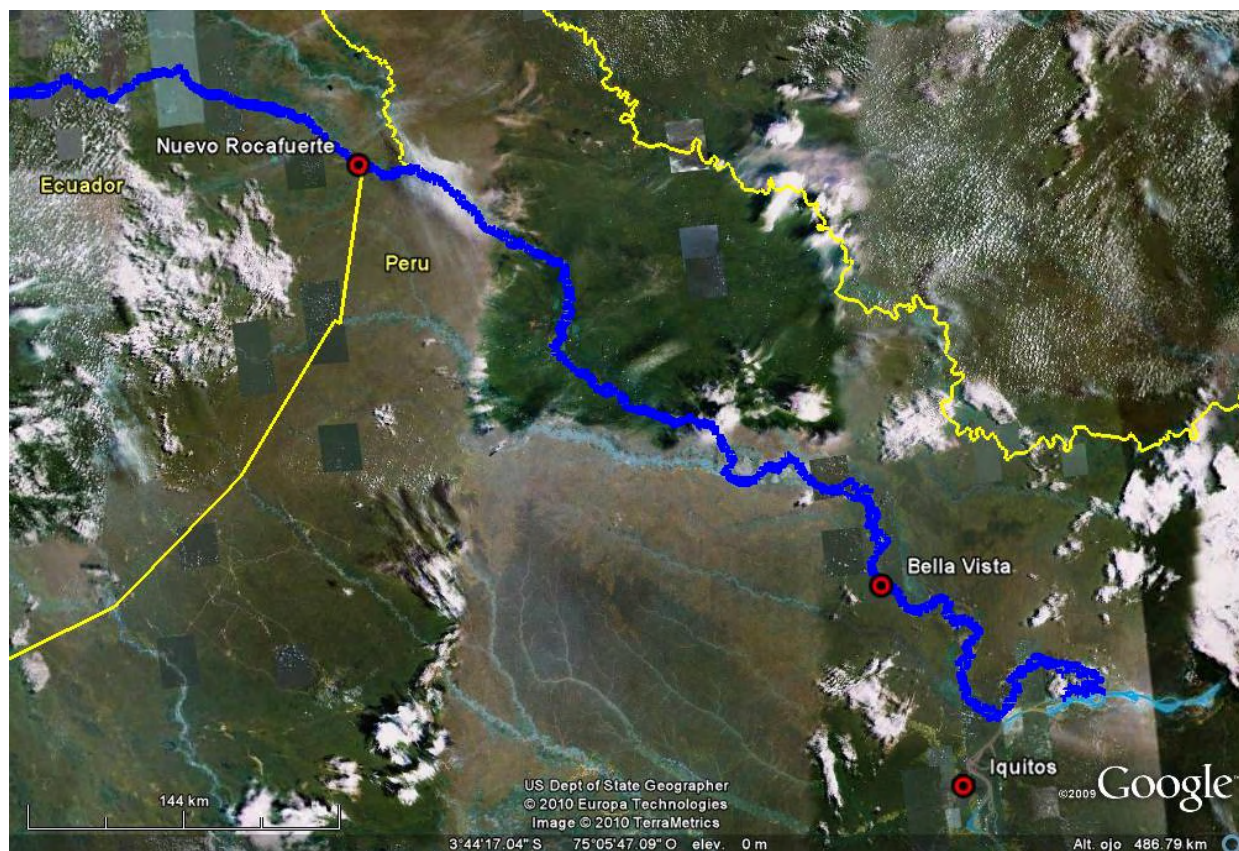 Nuevo Rocafuerte
Ecuador
Peru
Bella Vista
Iquitos
US Dept of State Geographer
© 2010 Europa Technologies
Image © 2010 TerraMetrics
©2009 Google
144 km
3°44'17.04" S 75°05'47.09" O elev. 0 m
Alt. ojo 486.79 km